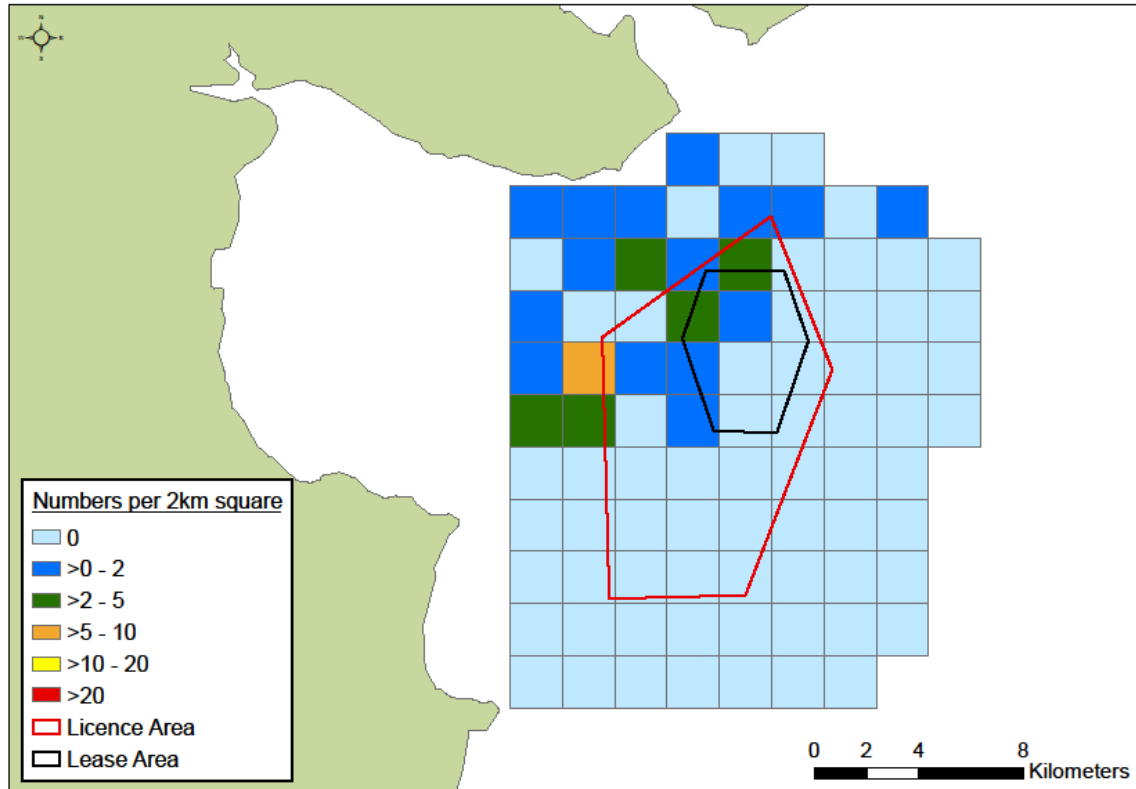 N
W E
S
Numbers per 2km square
0
>0 - 2
>2 - 5
>5 - 10
>10 - 20
>20
Licence Area
Lease Area
0 2 4 8
Kilometers